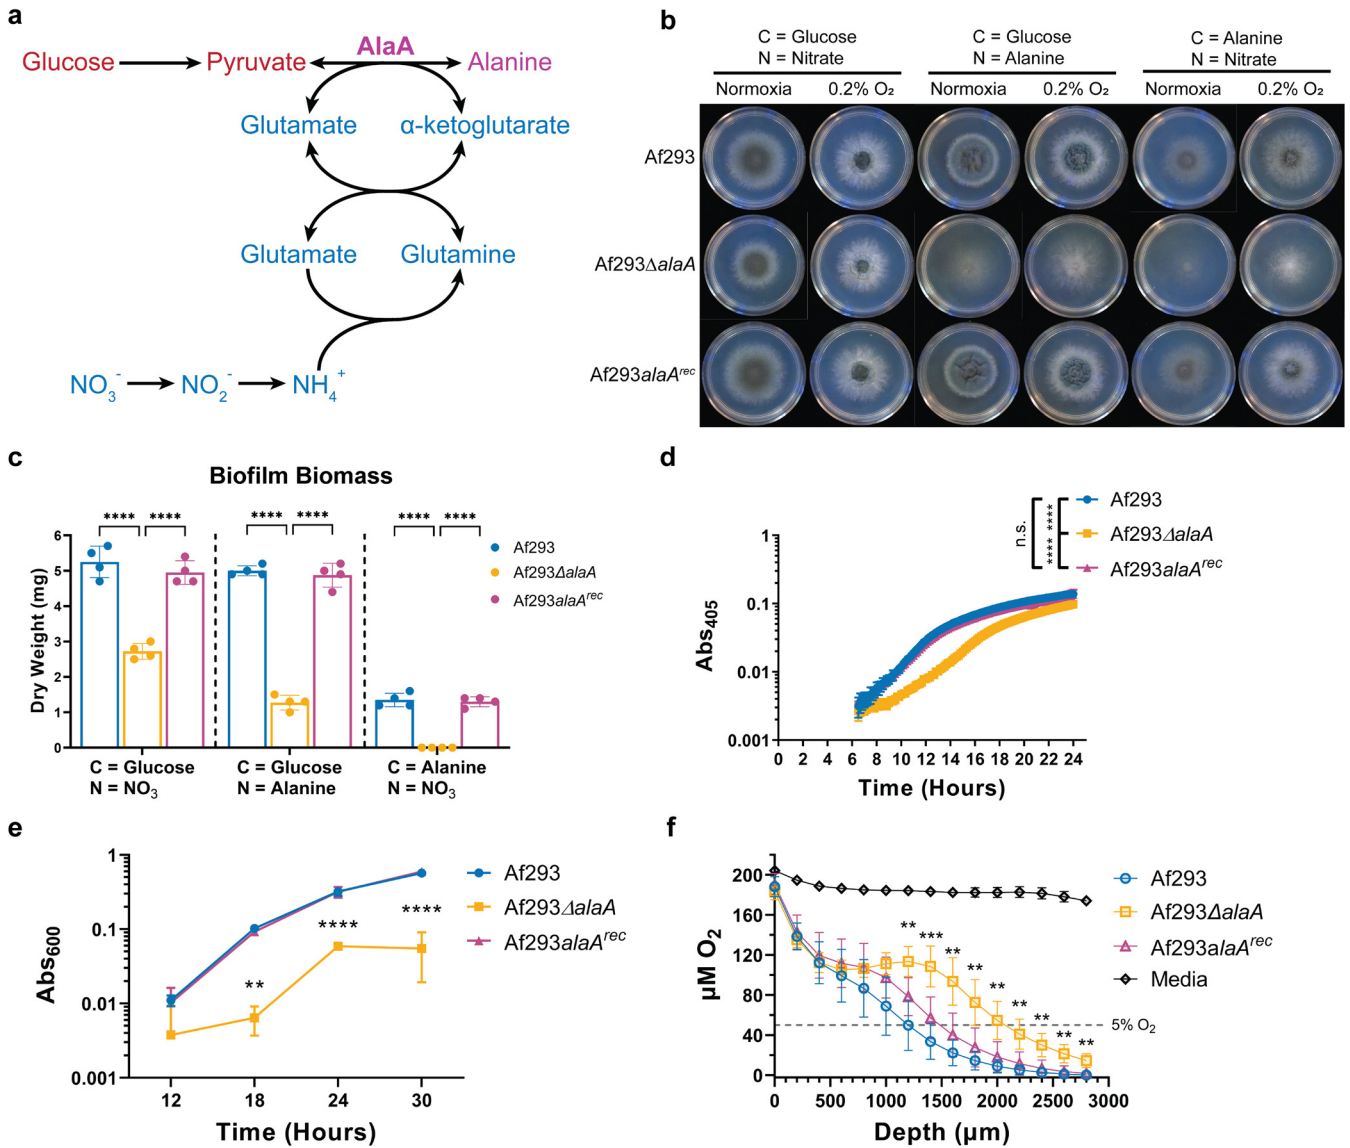 a
AlaA
Glucose Pyruvate Alanine
Glutamate α-ketoglutarate
Glutamate Glutamine
NO3- NO2- NH4+
b
C = Glucose C = Glucose C = Alanine
N = Nitrate N = Alanine N = Nitrate
Normoxia 0.2% O₂ Normoxia 0.2% O₂ Normoxia 0.2% O₂
Af293
Af293ΔalaA
Af293alaArec
c
Biofilm Biomass
**** **** **** **** **** ****
Dry Weight (mg)
6
5
4
3
2
1
0
Af293
Af293ΔalaA
Af293alaArec
C = Glucose C = Glucose C = Alanine
N = NO3 N = Alanine N = NO3
d
n.s. **** ****
Af293
Af293ΔalaA
Af293alaArec
Abs405
1
0.1
0.01
0.001
0 2 4 6 8 10 12 14 16 18 20 22 24
Time (Hours)
e
Abs600
1
0.1
0.01
0.001
** **** ****
Af293
Af293ΔalaA
Af293alaArec
12 18 24 30
Time (Hours)
f
µM O2
200
160
120
80
40
0
** *** ** ** ** ** ** ** **
5% O2
Af293
Af293ΔalaA
Af293alaArec
Media
0 500 1000 1500 2000 2500 3000
Depth (µm)